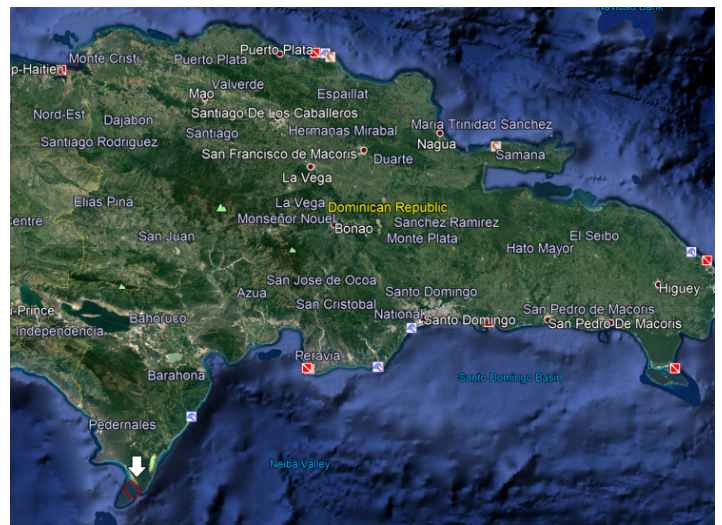 Navidad Bank
Puerto Plata
Monte Cristi
Puerto Plata
p-Haitien
Valverde
Mao
Espaillat
Nord-Est
Dajabon
Santiago De Los Caballeros
Maria Trinidad Sanchez
Santiago
Hermanas Mirabal
Santiago Rodriguez
Nagua
San Francisco de Macoris
Duarte
Samana
La Vega
Elias Pina
La Vega
Dominican Republic
Monseñor Nouel
Sanchez Ramirez
Centre
Bonao
El Seibo
San Juan
Monte Plata
Hato Mayor
San Jose de Ocoa
Higuey
Azua
Santo Domingo
San Cristobal
San Pedro de Macoris
-Prince
National
Bahoruco
Santo Domingo
San Pedro De Macoris
Independencia
Peravia
Barahona
Santo Domingo Basin
Pedernales
Neiba Valley